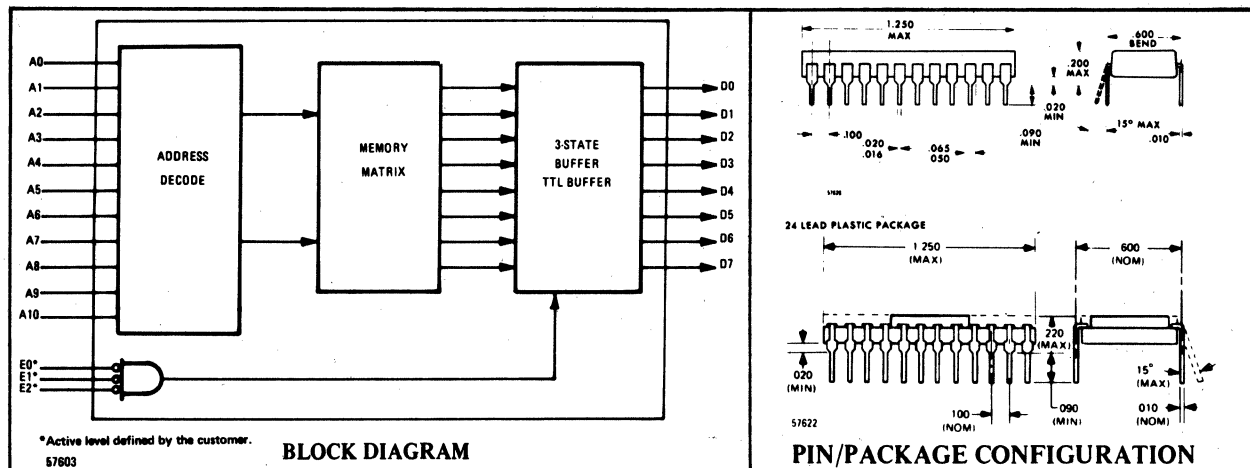 A0
A1
A2
A3
A4
A5
A6
A7
A8
A9
A10
E0*
E1*
E2*
ADDRESS
DECODE
MEMORY
MATRIX
3-STATE
BUFFER
TTL BUFFER
D0
D1
D2
D3
D4
D5
D6
D7
*Active level defined by the customer.
57603
BLOCK DIAGRAM
1.250
MAX
.600
BEND
.200
MAX
.020
MIN
.090
MIN
15° MAX
.010
.100
.020
.016
.065
.050
24 LEAD PLASTIC PACKAGE
1.250
(MAX)
.600
(NOM)
.220
(MAX)
.020
(MIN)
15°
(MAX)
.100
(NOM)
.090
(MIN)
.010
(NOM)
57622
PIN/PACKAGE CONFIGURATION